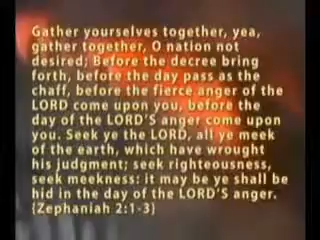 Gather yourselves together, yea,
gather together, O nation not
desired; Before the decree bring
forth, before the day pass as the
chaff, before the fierce anger of the
LORD come upon you, before the
day of the LORD'S anger come upon
you. Seek ye the LORD, all ye meek
of the earth, which have wrought
his judgment; seek righteousness,
seek meekness: it may be ye shall be
hid in the day of the LORD'S anger.
{Zephaniah 2:1-3}